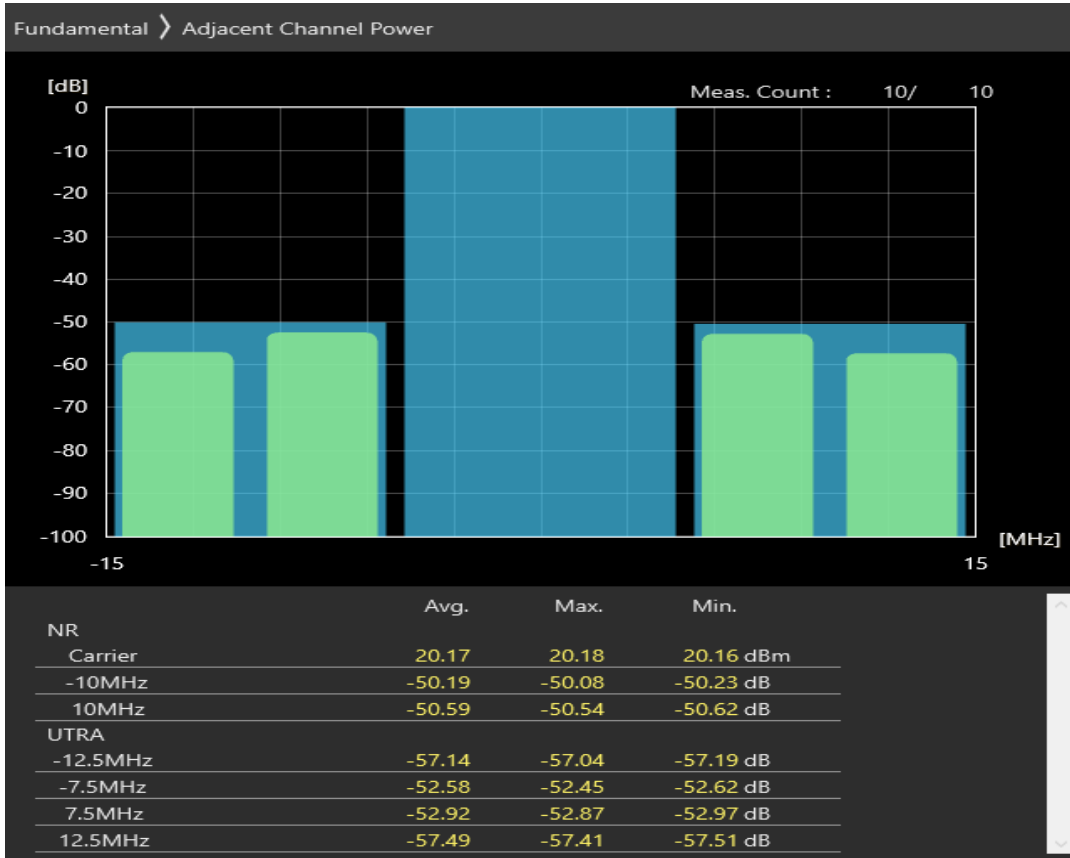 Fundamental ❭ Adjacent Channel Power
[dB]
Meas. Count : 10/ 10
0
-10
-20
-30
-40
-50
-60
-70
-80
-90
-100
[MHz]
-15 15
Avg. Max. Min.
NR
Carrier 20.17 20.18 20.16 dBm
-10MHz -50.19 -50.08 -50.23 dB
10MHz -50.59 -50.54 -50.62 dB
UTRA
-12.5MHz -57.14 -57.04 -57.19 dB
-7.5MHz -52.58 -52.45 -52.62 dB
7.5MHz -52.92 -52.87 -52.97 dB
12.5MHz -57.49 -57.41 -57.51 dB